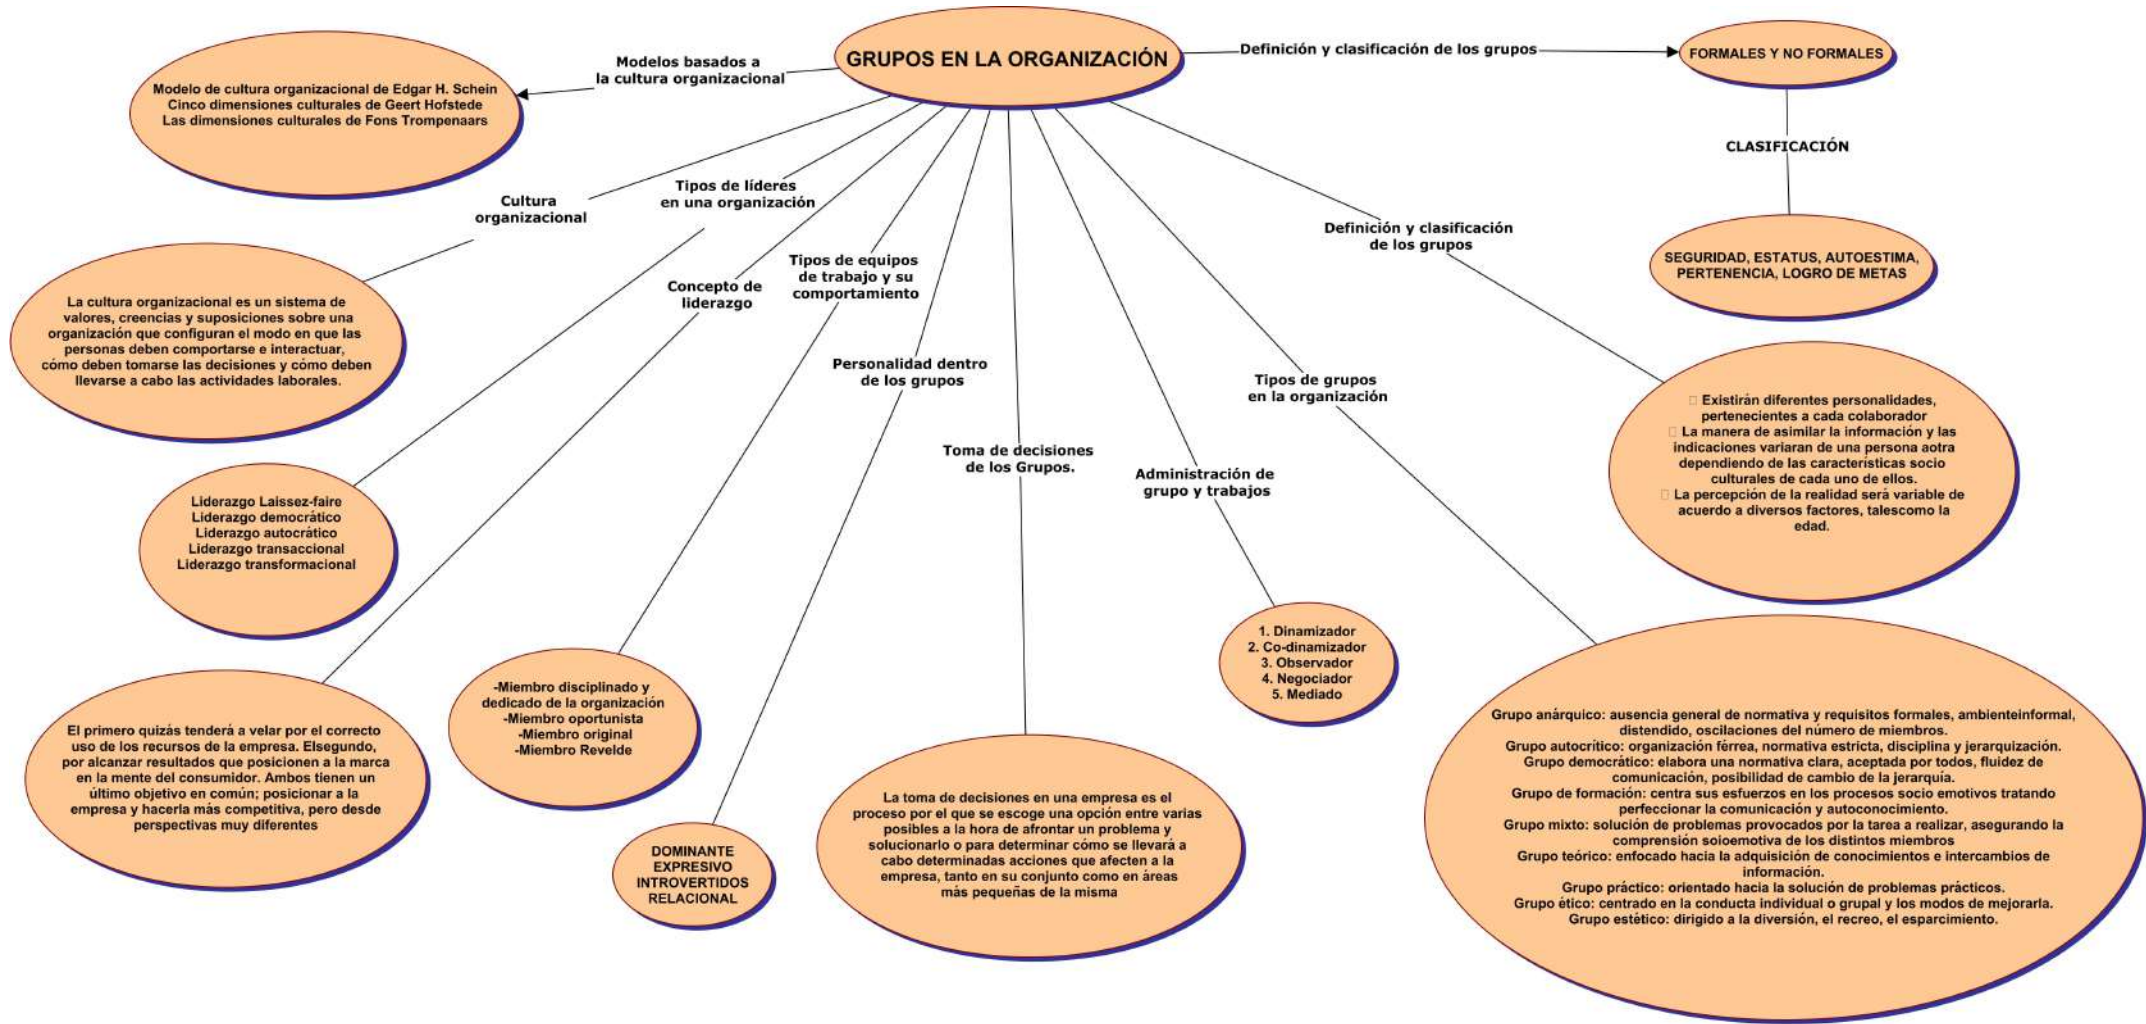 GRUPOS EN LA ORGANIZACIÓN
Modelos basados a
la cultura organizacional
Modelo de cultura organizacional de Edgar H. Schein
Cinco dimensiones culturales de Geert Hofstede
Las dimensiones culturales de Fons Trompenaars
Definición y clasificación de los grupos
FORMALES Y NO FORMALES
CLASIFICACIÓN
SEGURIDAD, ESTATUS, AUTOESTIMA,
PERTENENCIA, LOGRO DE METAS
Cultura
organizacional
La cultura organizacional es un sistema de
valores, creencias y suposiciones sobre una
organización que configuran el modo en que las
personas deben comportarse e interactuar,
cómo deben tomarse las decisiones y cómo deben
llevarse a cabo las actividades laborales.
Tipos de líderes
en una organización
Liderazgo Laissez-faire
Liderazgo democrático
Liderazgo autocrático
Liderazgo transaccional
Liderazgo transformacional
Concepto de
liderazgo
El primero quizás tenderá a velar por el correcto
uso de los recursos de la empresa. Elsegundo,
por alcanzar resultados que posicionen a la marca
en la mente del consumidor. Ambos tienen un
último objetivo en común; posicionar a la
empresa y hacerla más competitiva, pero desde
perspectivas muy diferentes
Tipos de equipos
de trabajo y su
comportamiento
-Miembro disciplinado y
dedicado de la organización
-Miembro oportunista
-Miembro original
-Miembro Revelde
Personalidad dentro
de los grupos
DOMINANTE
EXPRESIVO
INTROVERTIDOS
RELACIONAL
Toma de decisiones
de los Grupos.
La toma de decisiones en una empresa es el
proceso por el que se escoge una opción entre varias
posibles a la hora de afrontar un problema y
solucionarlo o para determinar cómo se llevará a
cabo determinadas acciones que afecten a la
empresa, tanto en su conjunto como en áreas
más pequeñas de la misma
Administración de
grupo y trabajos
1. Dinamizador
2. Co-dinamizador
3. Observador
4. Negociador
5. Mediado
Tipos de grupos
en la organización
Grupo anárquico: ausencia general de normativa y requisitos formales, ambienteinformal,
distendido, oscilaciones del número de miembros.
Grupo autocrítico: organización férrea, normativa estricta, disciplina y jerarquización.
Grupo democrático: elabora una normativa clara, aceptada por todos, fluidez de
comunicación, posibilidad de cambio de la jerarquía.
Grupo de formación: centra sus esfuerzos en los procesos socio emotivos tratando
perfeccionar la comunicación y autoconocimiento.
Grupo mixto: solución de problemas provocados por la tarea a realizar, asegurando la
comprensión soioemotiva de los distintos miembros
Grupo teórico: enfocado hacia la adquisición de conocimientos e intercambios de
información.
Grupo práctico: orientado hacia la solución de problemas prácticos.
Grupo ético: centrado en la conducta individual o grupal y los modos de mejorarla.
Grupo estético: dirigido a la diversión, el recreo, el esparcimiento.
Definición y clasificación
de los grupos
Existirán diferentes personalidades,
pertenecientes a cada colaborador
La manera de asimilar la información y las
indicaciones variaran de una persona aotra
dependiendo de las características socio
culturales de cada uno de ellos.
La percepción de la realidad será variable de
acuerdo a diversos factores, talescomo la
edad.